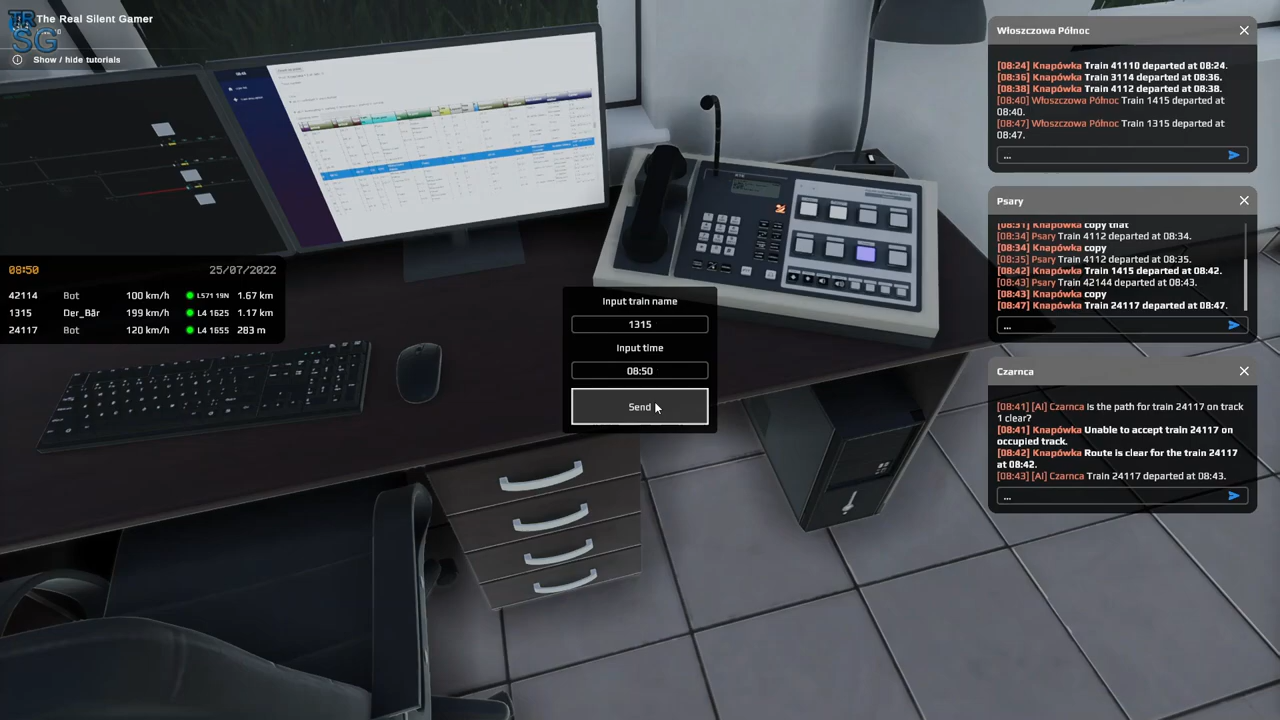 The Real Silent Gamer
TR
SG
Show / hide tutorials
08:50 25/07/2022
42114 Bot 100 km/h L571 19N 1.67 km
1315 Der_Bär 199 km/h L4 1625 1.17 km
24117 Bot 120 km/h L4 1655 283 m
Input train name
1315
Input time
08:50
Send
Włoszczowa Północ
[08:24] Knapówka Train 41110 departed at 08:24.
[08:35] Knapówka Train 3114 departed at 08:36.
[08:38] Knapówka Train 4112 departed at 08:38.
[08:40] Włoszczowa Północ Train 1415 departed at
08:40.
[08:47] Włoszczowa Północ Train 1315 departed at
08:47.
...
Psary
[08:31] Knapówka copy that
[08:34] Psary Train 4112 departed at 08:34.
[08:34] Knapówka copy
[08:35] Psary Train 4112 departed at 08:35.
[08:42] Knapówka Train 1415 departed at 08:42.
[08:43] Psary Train 42144 departed at 08:43.
[08:43] Knapówka copy
[08:47] Knapówka Train 24117 departed at 08:47.
...
Czarnca
[08:41] [AI] Czarnca Is the path for train 24117 on track
1 clear?
[08:41] Knapówka Unable to accept train 24117 on
occupied track.
[08:42] Knapówka Route is clear for the train 24117
at 08:42.
[08:43] [AI] Czarnca Train 24117 departed at 08:43.
...